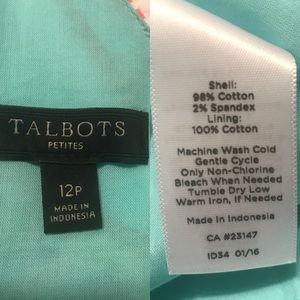 TALBOTS
PETITES
12P
MADE IN
INDONESIA
Shell:
98% Cotton
2% Spandex
Lining:
100% Cotton
Machine Wash Cold
Gentle Cycle
Only Non-Chlorine
Bleach When Needed
Tumble Dry Low
Warm Iron, If Needed
Made In Indonesia
CA #23147
ID34 01/16